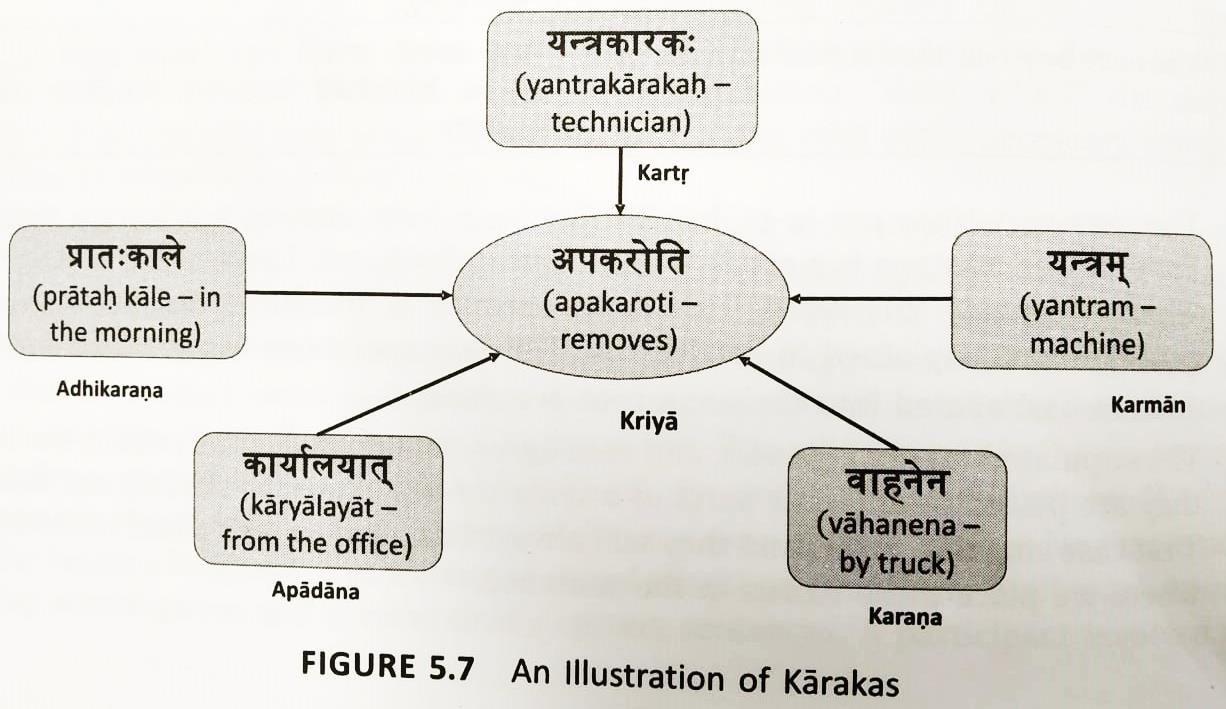 यन्त्रकारकः
(yantrakārakaḥ –
technician)
Kartṛ
प्रातःकाले
(prātaḥ kāle – in
the morning)
Adhikaraṇa
अपकरोति
(apakaroti –
removes)
Kriyā
यन्त्रम्
(yantram –
machine)
Karmān
कार्यालयात्
(kāryālayāt –
from the office)
Apādāna
वाहनेन
(vāhanena –
by truck)
Karaṇa
FIGURE 5.7 An Illustration of Kārakas